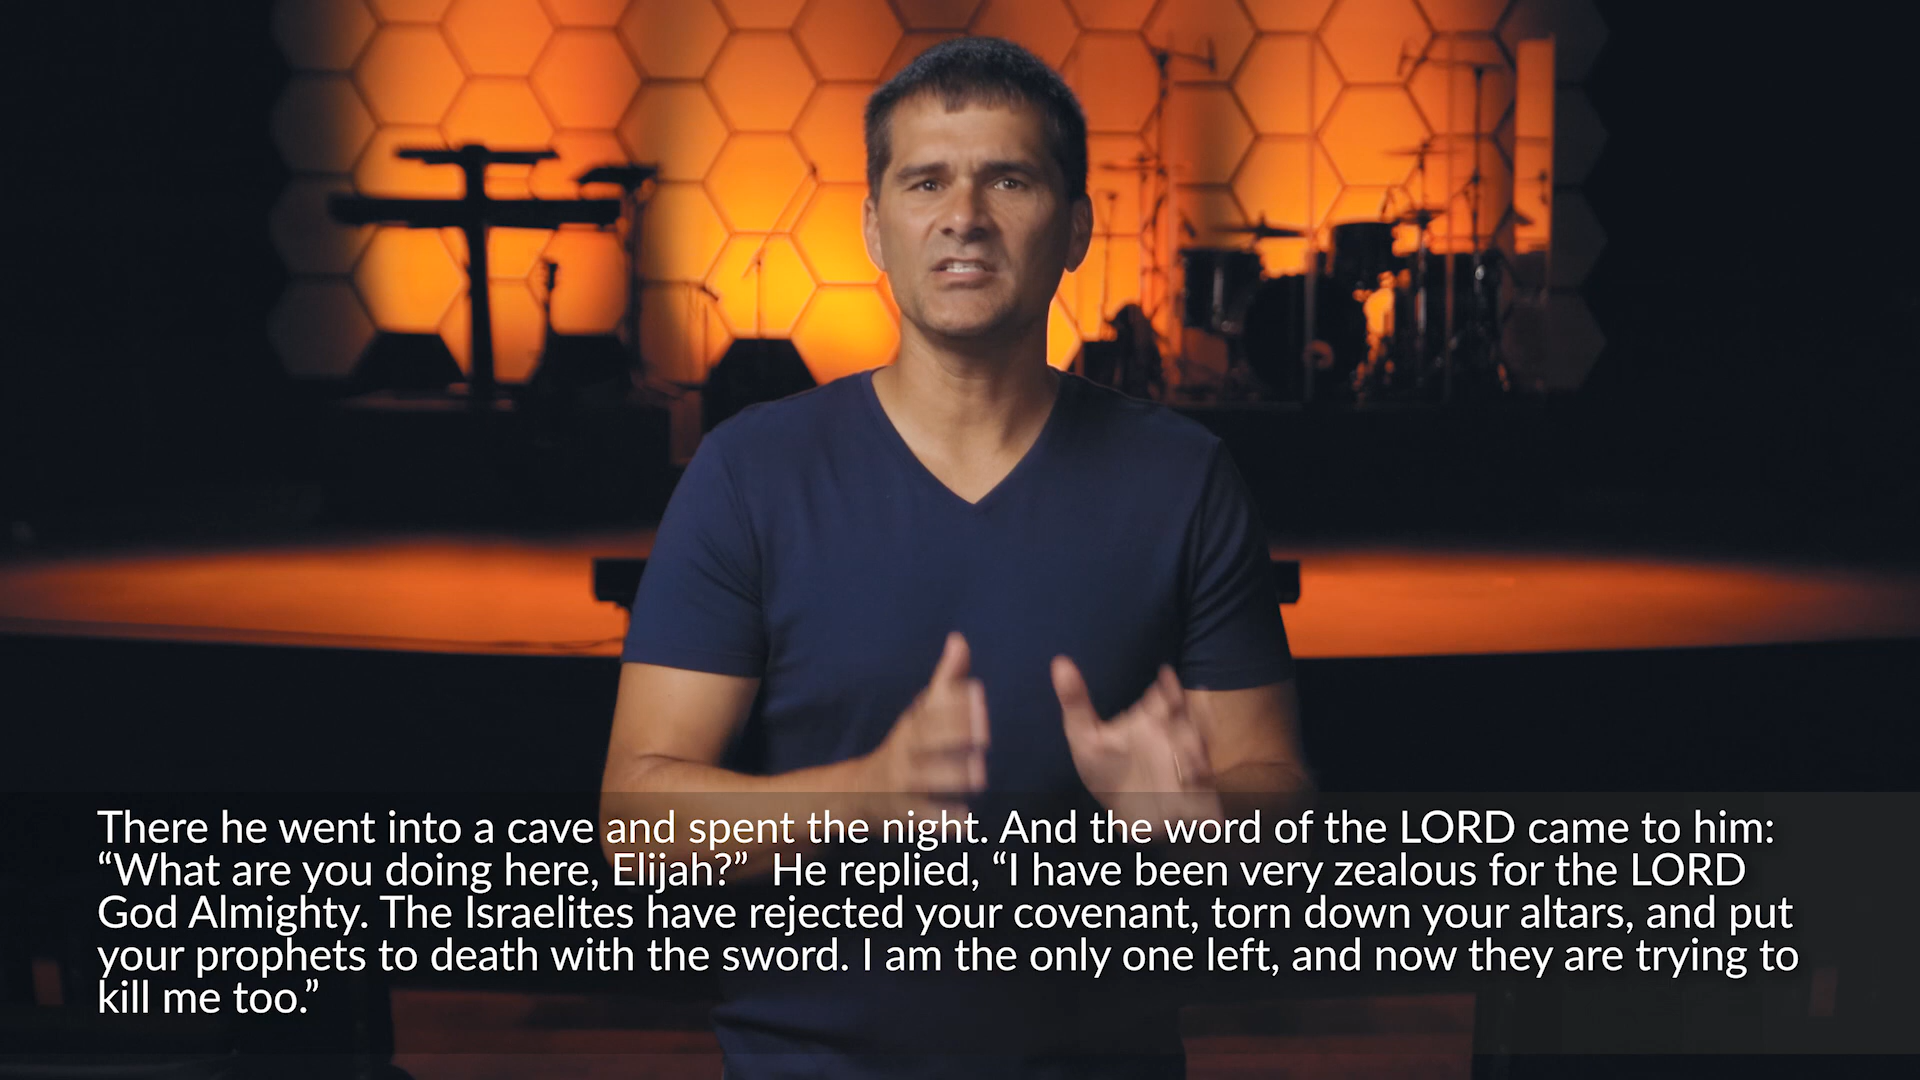 There he went into a cave and spent the night. And the word of the LORD came to him:
“What are you doing here, Elijah?”  He replied, “I have been very zealous for the LORD
God Almighty. The Israelites have rejected your covenant, torn down your altars, and put
your prophets to death with the sword. I am the only one left, and now they are trying to
kill me too.”